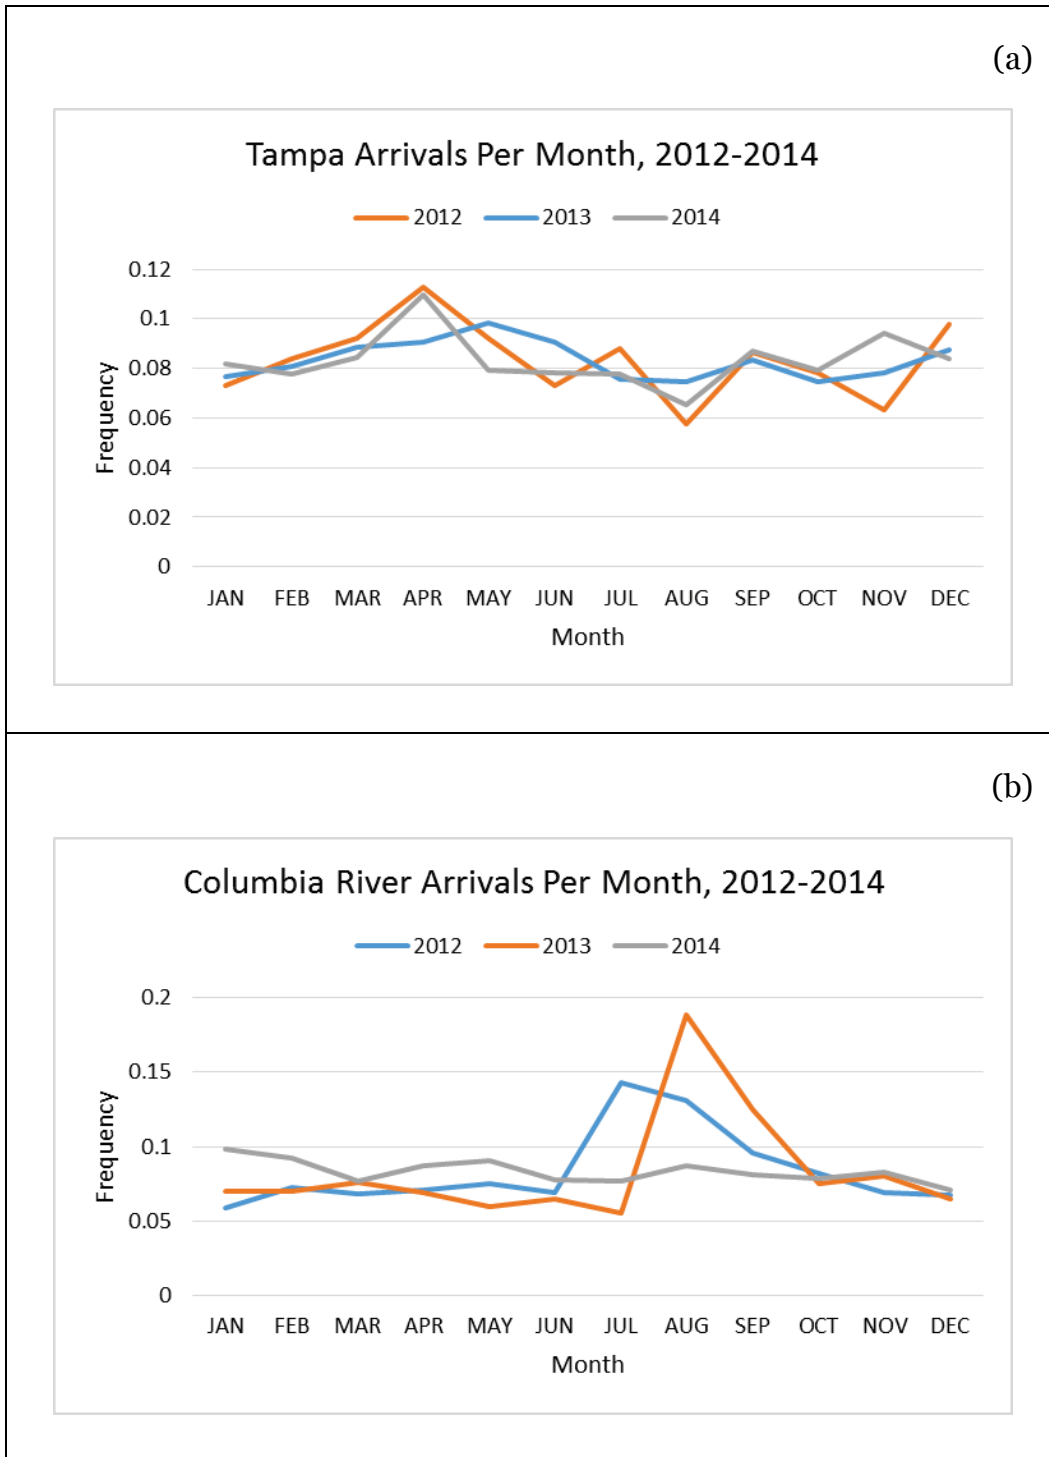 (a)
Tampa Arrivals Per Month, 2012-2014
2012 2013 2014
0.12
0.1
0.08
0.06
0.04
0.02
0
Frequency
JAN FEB MAR APR MAY JUN JUL AUG SEP OCT NOV DEC
Month
(b)
Columbia River Arrivals Per Month, 2012-2014
2012 2013 2014
0.2
0.15
0.1
0.05
0
Frequency
JAN FEB MAR APR MAY JUN JUL AUG SEP OCT NOV DEC
Month